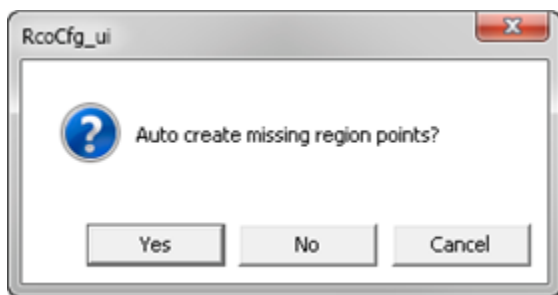 RcoCfg_ui
Auto create missing region points?
Yes
No
Cancel